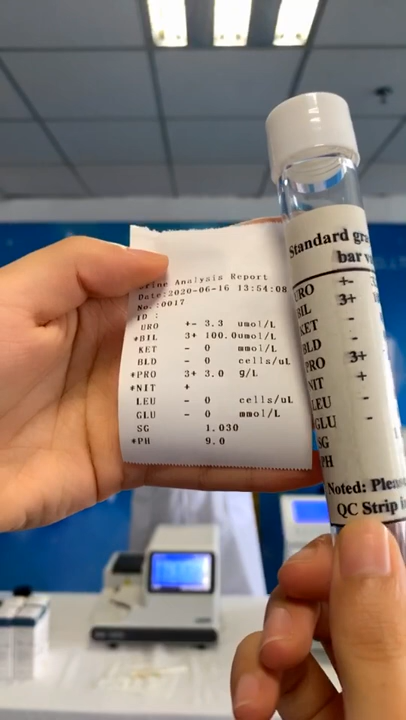 Urine Analysis Report
Date:2020-06-16 13:54:08
No.:0017
ID :
URO +- 3.3 umol/L
*BIL 3+ 100.0umol/L
KET - 0 mmol/L
BLD - 0 cells/uL
*PRO 3+ 3.0 g/L
*NIT +
LEU - 0 cells/uL
GLU - 0 mmol/L
SG 1.030
*PH 9.0
Standard
bar
URO +-
BIL 3+
KET -
BLD -
PRO 3+
NIT +
LEU -
GLU -
SG
PH
Noted:
QC Strip